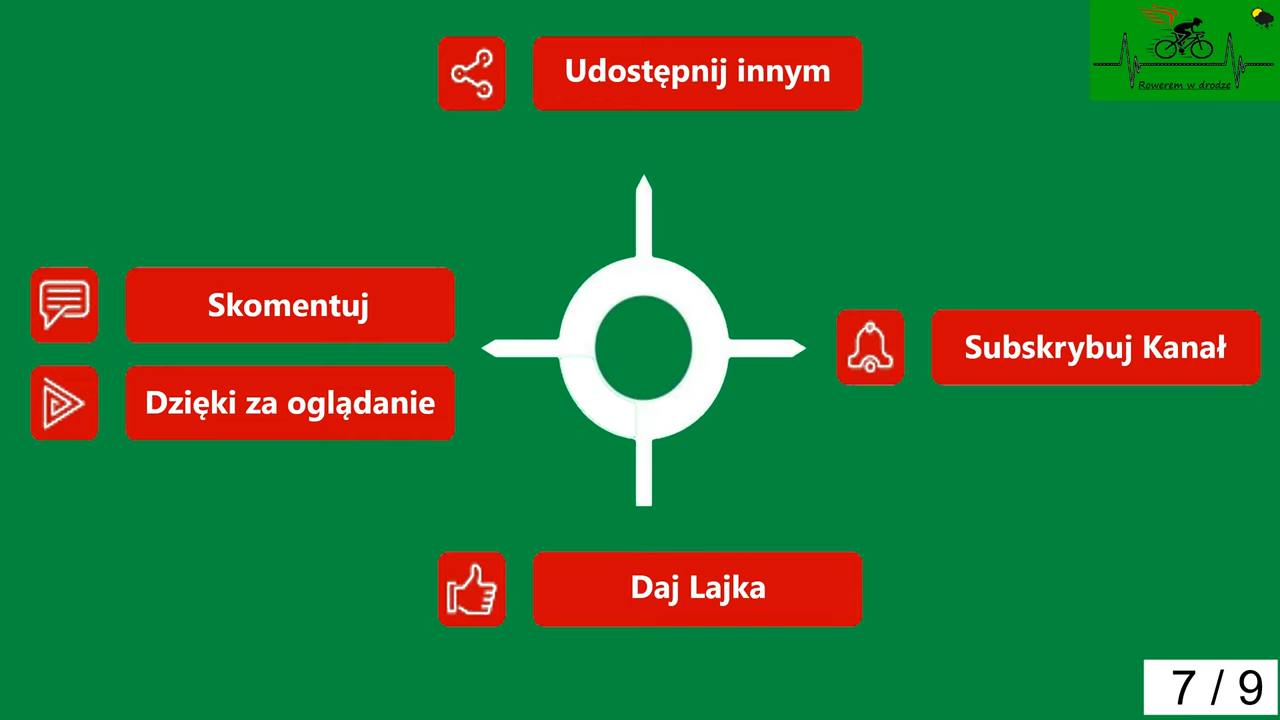 Udostępnij innym
Rowerem w drodze
Skomentuj
Dzięki za oglądanie
Subskrybuj Kanał
Daj Lajka
7 / 9